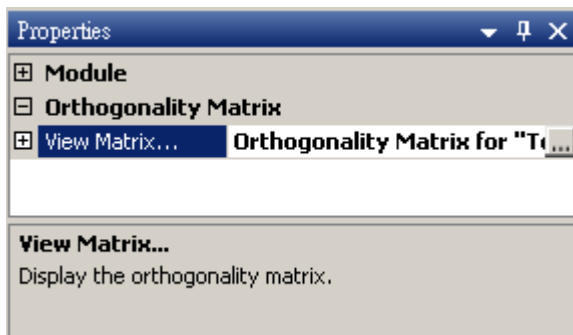 Properties
Module
Orthogonality Matrix
View Matrix... Orthogonality Matrix for "T ...
View Matrix...
Display the orthogonality matrix.